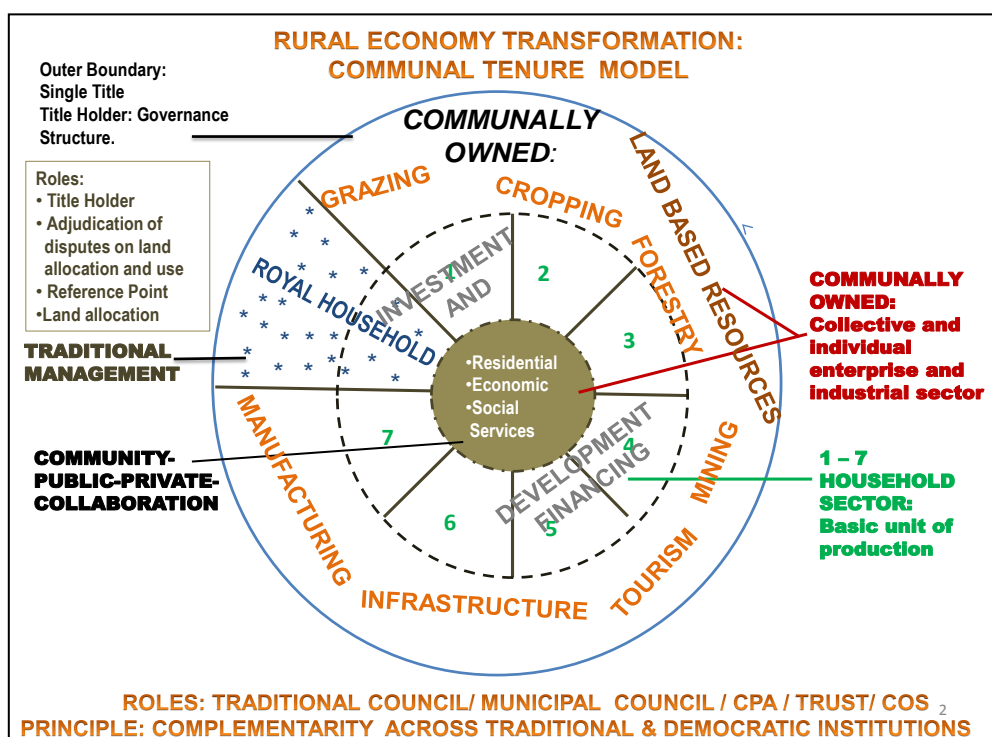 RURAL ECONOMY TRANSFORMATION:
COMMUNAL TENURE MODEL
Outer Boundary:
Single Title
Title Holder: Governance
Structure.
COMMUNALLY
OWNED:
Roles:
• Title Holder
• Adjudication of
disputes on land
allocation and use
• Reference Point
•Land allocation
TRADITIONAL
MANAGEMENT
COMMUNITY-
PUBLIC-PRIVATE-
COLLABORATION
GRAZING
CROPPING
FORESTRY
LAND BASED RESOURCES
MINING
TOURISM
INFRASTRUCTURE
MANUFACTURING
ROYAL HOUSEHOLD
INVESTMENT
AND
DEVELOPMENT
FINANCING
1
2
3
4
5
6
7
•Residential
•Economic
•Social
Services
COMMUNALLY
OWNED:
Collective and
individual
enterprise and
industrial sector
1 – 7
HOUSEHOLD
SECTOR:
Basic unit of
production
ROLES: TRADITIONAL COUNCIL/ MUNICIPAL COUNCIL / CPA / TRUST/ COS
2
PRINCIPLE: COMPLEMENTARITY ACROSS TRADITIONAL & DEMOCRATIC INSTITUTIONS